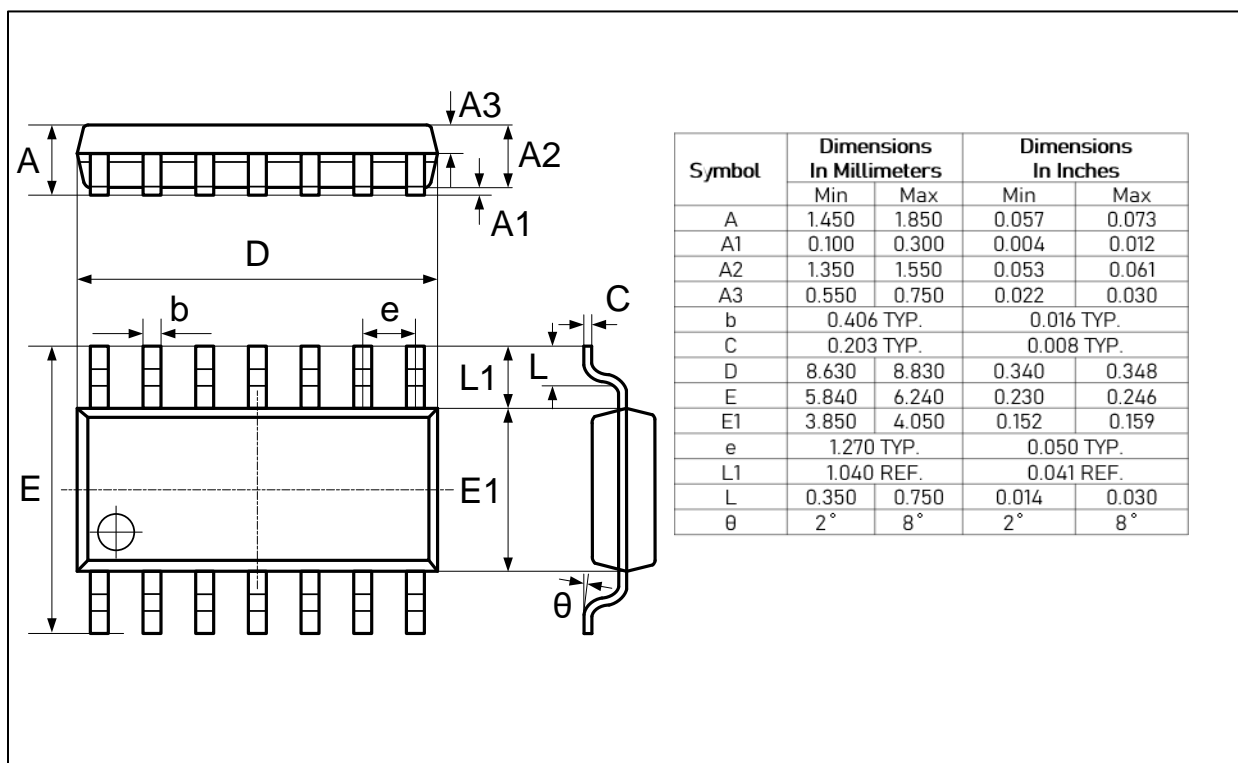 A3
A
A2
A1
D
b
e
C
L1
L
E
E1
θ
Symbol Dimensions In Millimeters Dimensions In Inches
Min Max Min Max
A 1.450 1.850 0.057 0.073
A1 0.100 0.300 0.004 0.012
A2 1.350 1.550 0.053 0.061
A3 0.550 0.750 0.022 0.030
b 0.406 TYP. 0.016 TYP.
C 0.203 TYP. 0.008 TYP.
D 8.630 8.830 0.340 0.348
E 5.840 6.240 0.230 0.246
E1 3.850 4.050 0.152 0.159
e 1.270 TYP. 0.050 TYP.
L1 1.040 REF. 0.041 REF.
L 0.350 0.750 0.014 0.030
θ 2° 8° 2° 8°